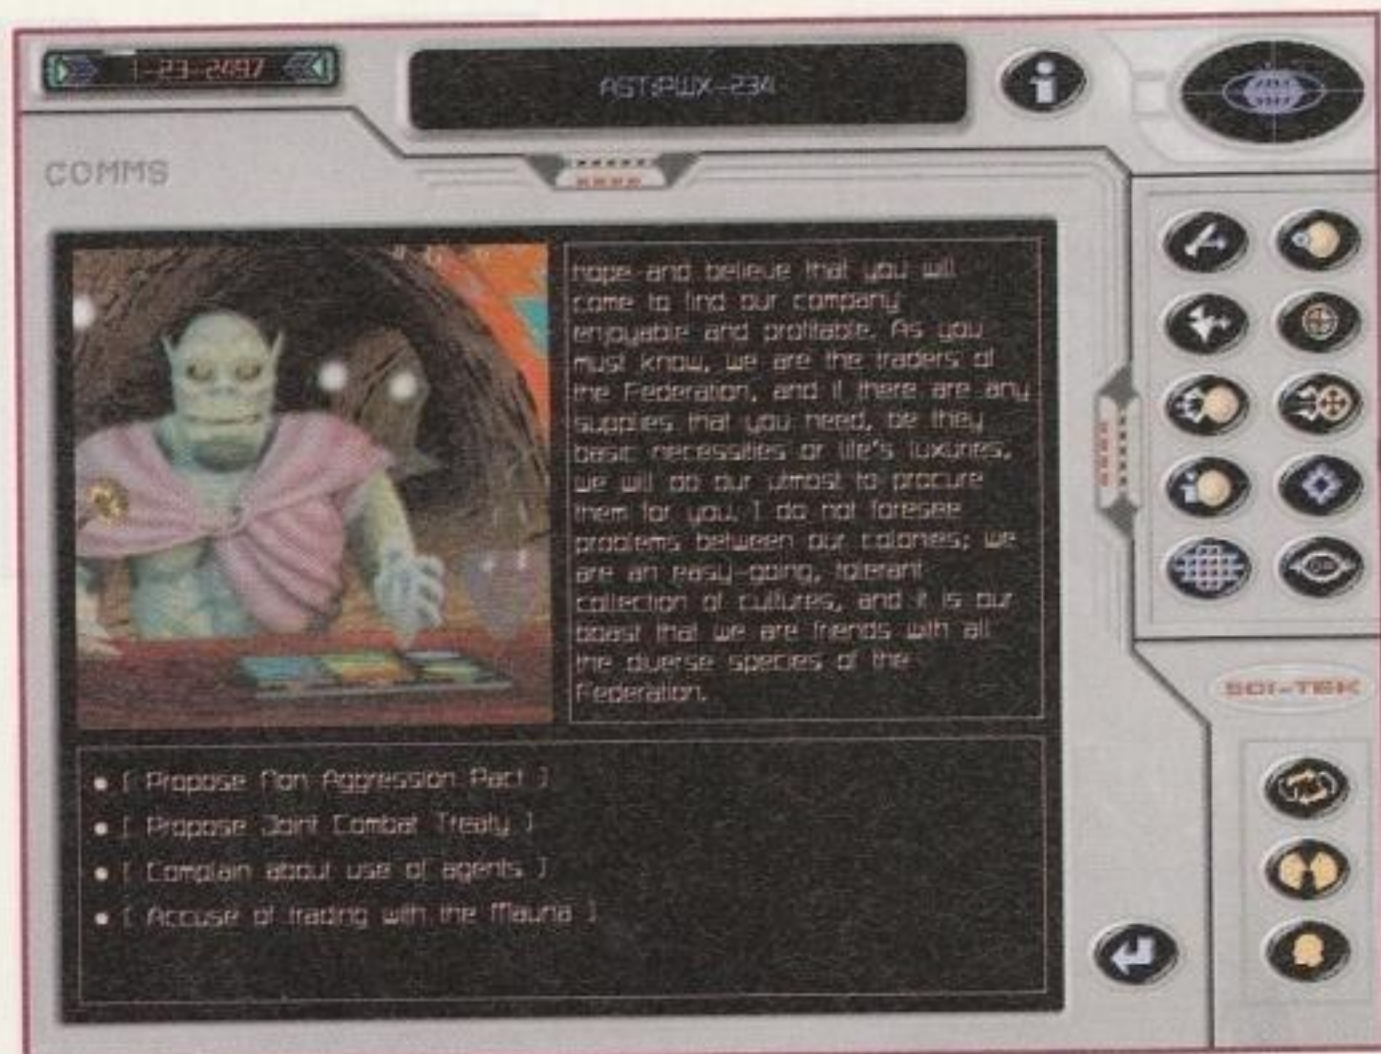 1-23-2497
AST:PWX-234
COMMS
hope and believe that you will
come to find our company
enjoyable and profitable. As you
must know, we are the traders of
the Federation, and if there are any
supplies that you need, be they
basic necessities or life's luxuries,
we will do our utmost to procure
them for you. I do not foresee
problems between our colonies; we
are an easy-going, tolerant
collection of cultures, and it is our
boast that we are friends with all
the diverse species of the
Federation.
[ Propose Non Aggression Pact ]
[ Propose Joint Combat Treaty ]
[ Complain about use of agents ]
[ Accuse of trading with the Mauna ]
SCI-TEK